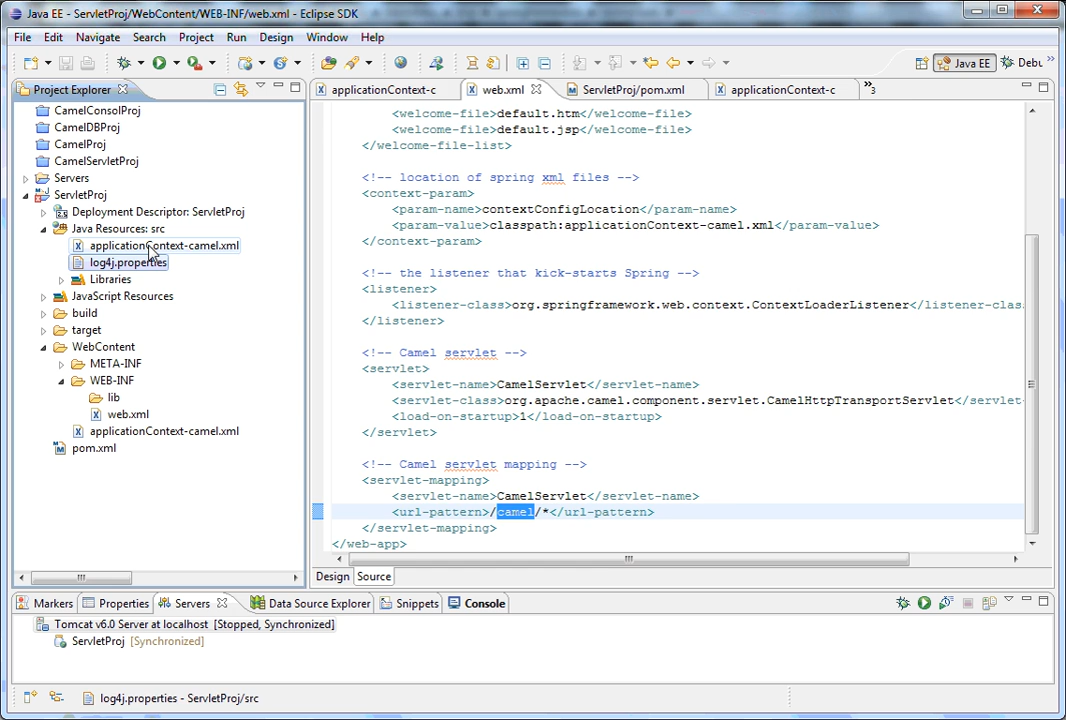 Java EE - ServletProj/WebContent/WEB-INF/web.xml - Eclipse SDK
File Edit Navigate Search Project Run Design Window Help
Java EE Debu »
Project Explorer
CamelConsolProj
CamelDBProj
CamelProj
CamelServletProj
Servers
ServletProj
Deployment Descriptor: ServletProj
Java Resources: src
applicationContext-camel.xml
log4j.properties
Libraries
JavaScript Resources
build
target
WebContent
META-INF
WEB-INF
lib
web.xml
applicationContext-camel.xml
pom.xml
applicationContext-c web.xml ServletProj/pom.xml applicationContext-c »3
<welcome-file>default.htm</welcome-file>
<welcome-file>default.jsp</welcome-file>
</welcome-file-list>
<!-- location of spring xml files -->
<context-param>
<param-name>contextConfigLocation</param-name>
<param-value>classpath:applicationContext-camel.xml</param-value>
</context-param>
<!-- the listener that kick-starts Spring -->
<listener>
<listener-class>org.springframework.web.context.ContextLoaderListener</listener-clas
</listener>
<!-- Camel servlet -->
<servlet>
<servlet-name>CamelServlet</servlet-name>
<servlet-class>org.apache.camel.component.servlet.CamelHttpTransportServlet</servlet-
<load-on-startup>1</load-on-startup>
</servlet>
<!-- Camel servlet mapping -->
<servlet-mapping>
<servlet-name>CamelServlet</servlet-name>
<url-pattern>/camel/*</url-pattern>
</servlet-mapping>
</web-app>
Design Source
Markers Properties Servers Data Source Explorer Snippets Console
Tomcat v6.0 Server at localhost [Stopped, Synchronized]
ServletProj [Synchronized]
log4j.properties - ServletProj/src